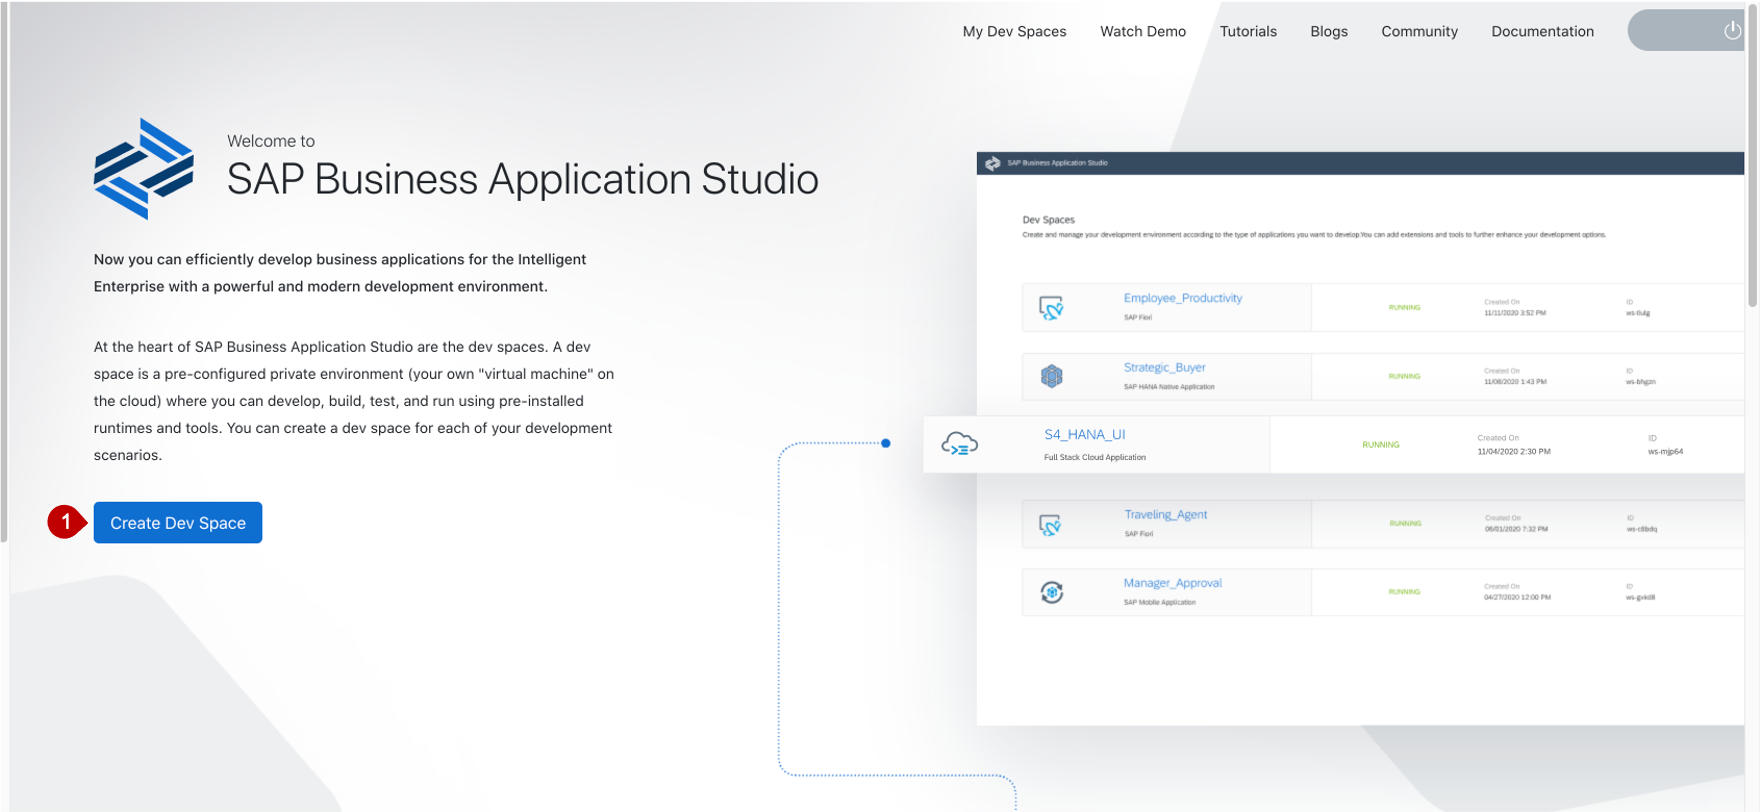 My Dev Spaces Watch Demo Tutorials Blogs Community Documentation
Welcome to
SAP Business Application Studio
Now you can efficiently develop business applications for the Intelligent
Enterprise with a powerful and modern development environment.
At the heart of SAP Business Application Studio are the dev spaces. A dev
space is a pre-configured private environment (your own "virtual machine" on
the cloud) where you can develop, build, test, and run using pre-installed
runtimes and tools. You can create a dev space for each of your development
scenarios.
1
Create Dev Space
SAP Business Application Studio
Dev Spaces
Create and manage your development environment according to the type of applications you want to develop.You can add extensions and tools to further enhance your development options.
Employee_Productivity
SAP Fiori
RUNNING
Created On
11/11/2020 3:52 PM
ID
Strategic_Buyer
SAP HANA Native Application
RUNNING
Created On
11/08/2020 1:43 PM
ID
ws-bhgzn
S4_HANA_UI
Full Stack Cloud Application
RUNNING
Created On
11/04/2020 2:30 PM
ID
ws-mjp64
Traveling_Agent
SAP Fiori
RUNNING
Created On
06/01/2020 7:32 PM
ID
Manager_Approval
SAP Mobile Application
RUNNING
Created On
04/27/2020 12:00 PM
ID